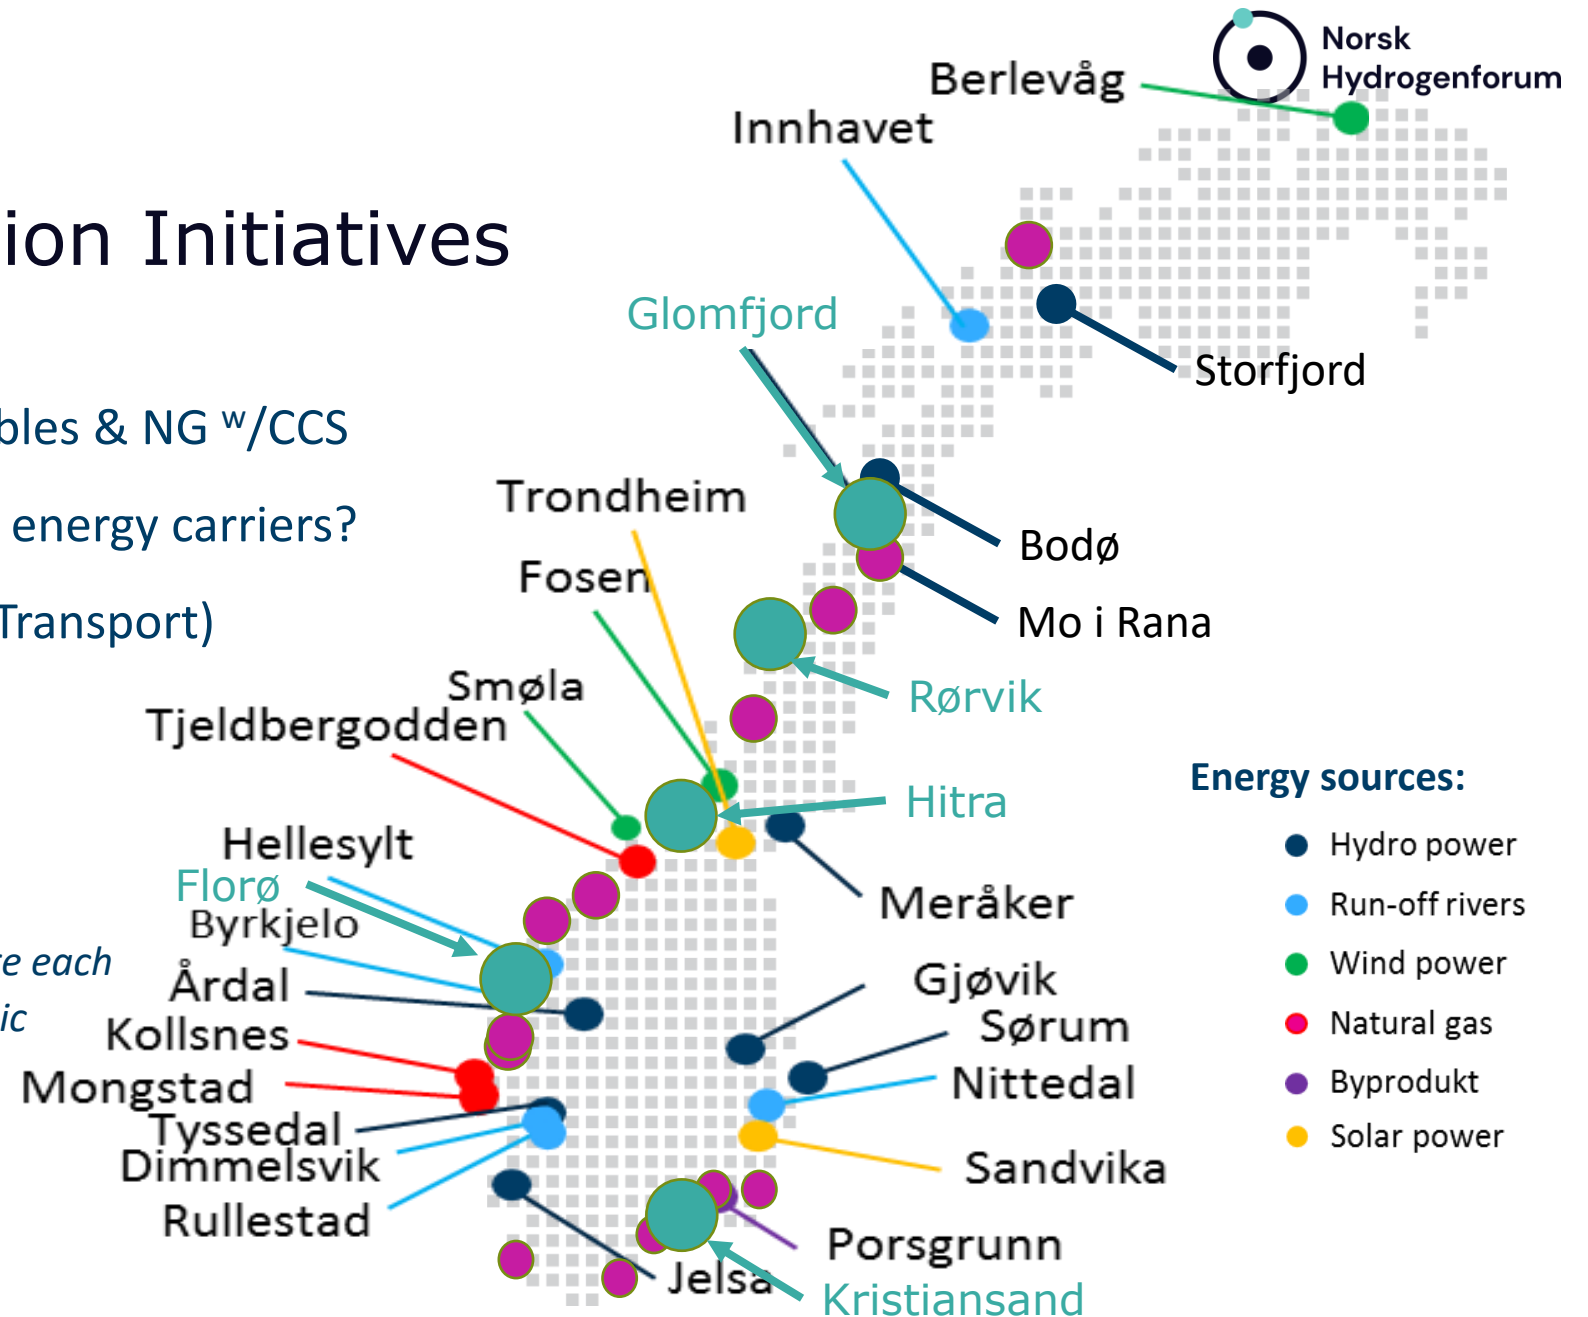 Norsk
Hydrogenforum
Berlevåg
Innhavet
ion Initiatives
Glomfjord
Storfjord
bles & NG w/CCS
Trondheim
energy carriers?
Bodø
Fosen
Transport)
Mo i Rana
Smøla
Rørvik
Tjeldbergodden
Energy sources:
Hitra
Hellesylt
Hydro power
Florø
Meråker
Run-off rivers
Byrkjelo
re each
Wind power
Årdal
Gjøvik
ic
Kollsnes
Sørum
Natural gas
Mongstad
Nittedal
Byprodukt
Tyssedal
Dimmelsvik
Solar power
Sandvika
Rullestad
Porsgrunn
Jelsa
Kristiansand